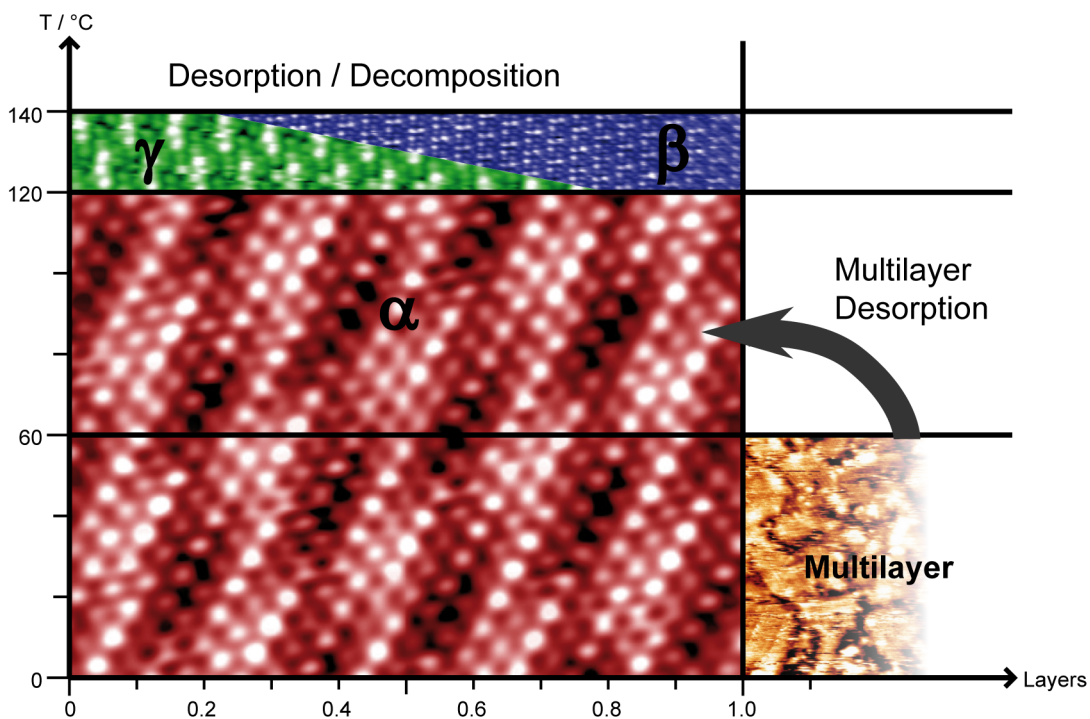 T / °C
Desorption / Decomposition
140
γ
β
120
Multilayer
Desorption
α
60
Multilayer
0
Layers
0
0.2
0.4
0.6
0.8
1.0